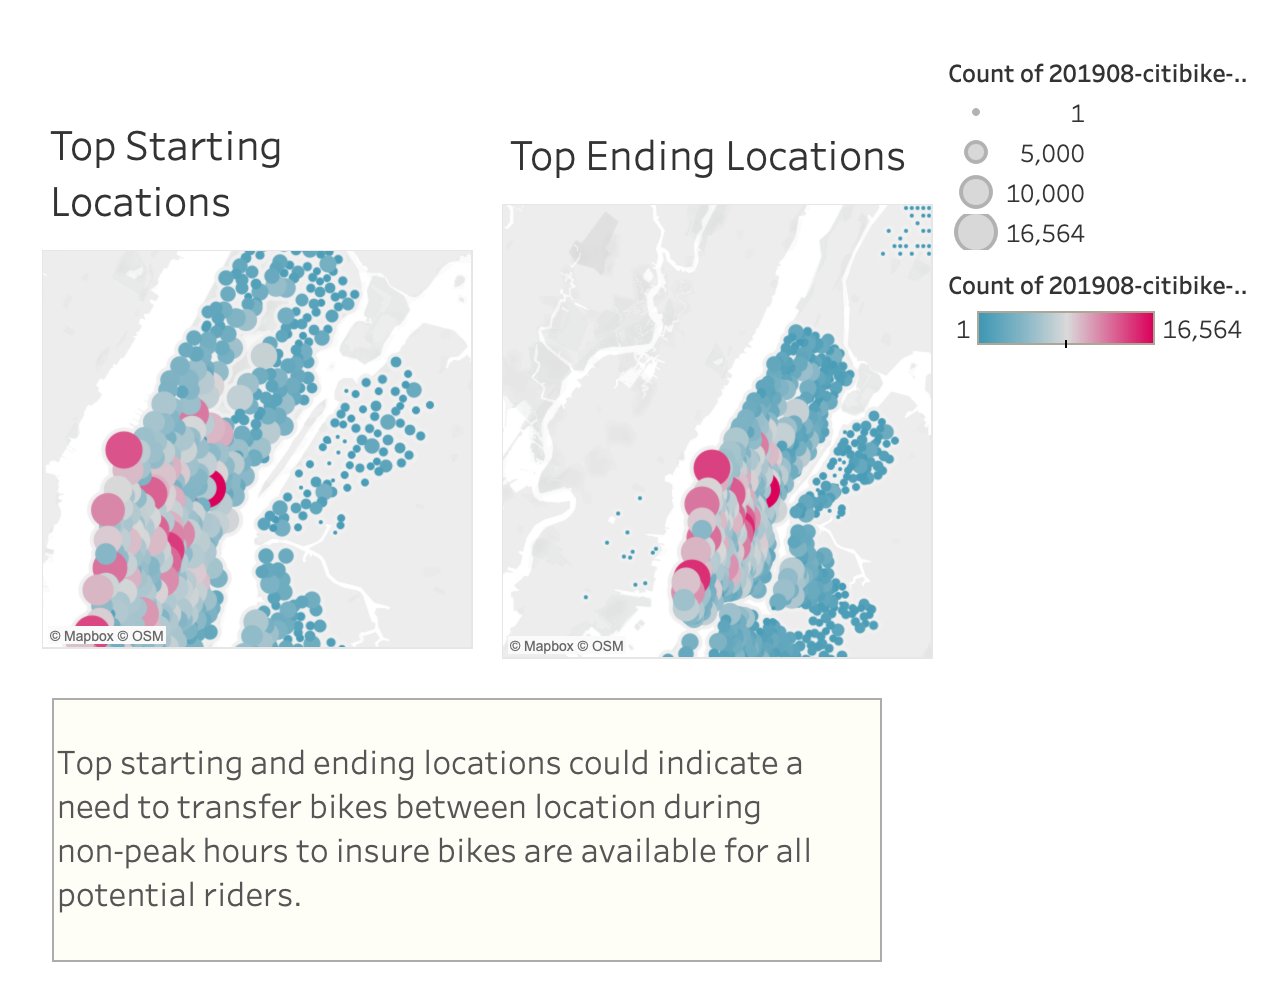 Top Starting
Locations
Top Ending Locations
Count of 201908-citibike-..
1
5,000
10,000
16,564
Count of 201908-citibike-..
1 16,564
© Mapbox © OSM
© Mapbox © OSM
Top starting and ending locations could indicate a
need to transfer bikes between location during
non-peak hours to insure bikes are available for all
potential riders.